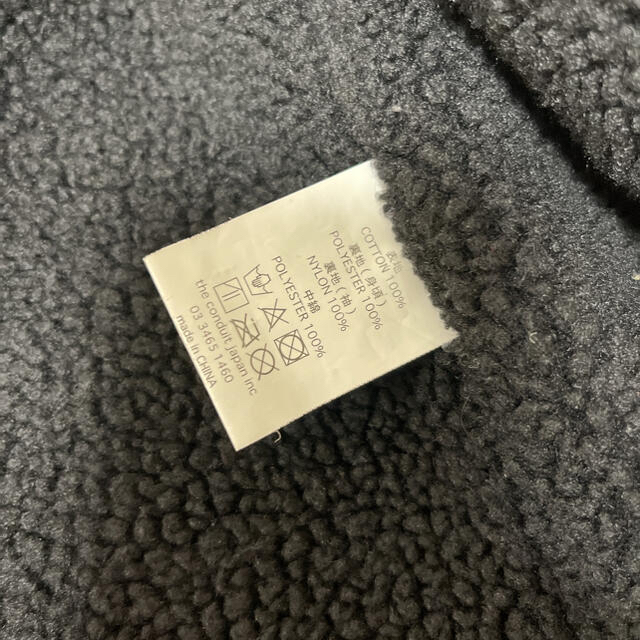 表地
COTTON 100%
裏地（身頃）
POLYESTER 100%
裏地（袖）
NYLON 100%
中綿
POLYESTER 100%
the conduit japan inc
03 3463 1460
made in CHINA